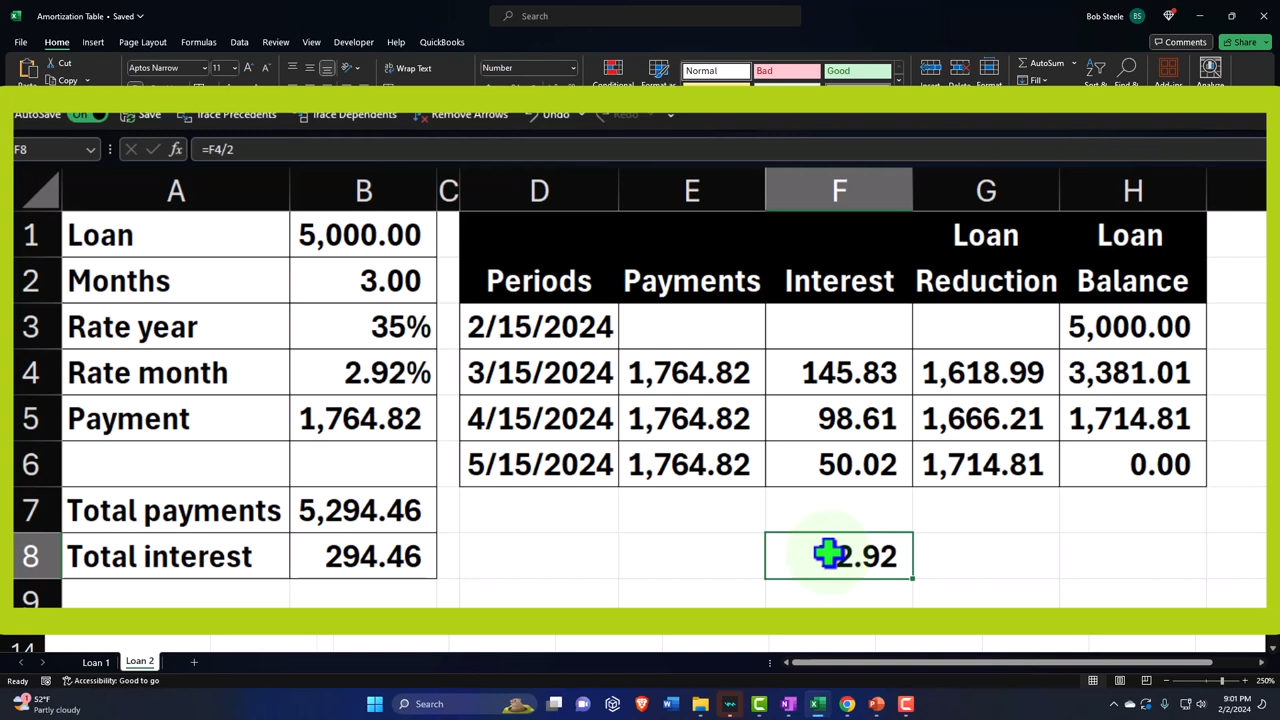 Amortization Table • Saved
Search
Bob Steele BS
File Home Insert Page Layout Formulas Data Review View Developer Help QuickBooks Comments Share
Cut Aptos Narrow 11 Wrap Text Number Normal Bad Good AutoSum
Copy Fill
AutoSave On Save Trace Precedents Trace Dependents Remove Arrows Undo Redo
F8 fx =F4/2
A B C D E F G H
1 Loan 5,000.00 Loan Loan
2 Months 3.00 Periods Payments Interest Reduction Balance
3 Rate year 35% 2/15/2024 5,000.00
4 Rate month 2.92% 3/15/2024 1,764.82 145.83 1,618.99 3,381.01
5 Payment 1,764.82 4/15/2024 1,764.82 98.61 1,666.21 1,714.81
6 5/15/2024 1,764.82 50.02 1,714.81 0.00
7 Total payments 5,294.46
8 Total interest 294.46 2.92
9
14
Loan 1 Loan 2
Ready Accessibility: Good to go 250%
1 52°F Search 9:01 PM
Partly cloudy 2/2/2024